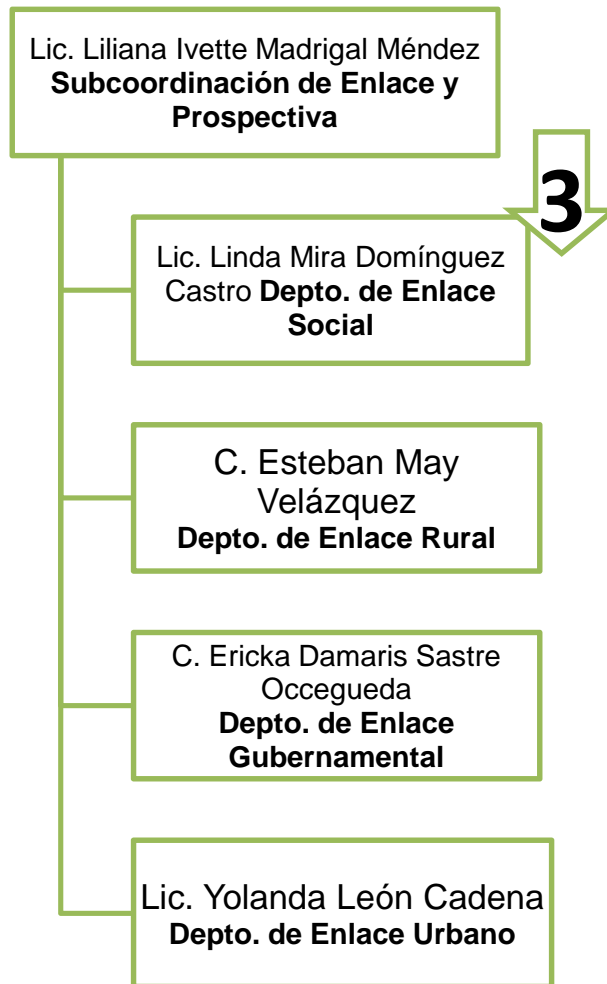 Lic. Liliana Ivette Madrigal Méndez
Subcoordinación de Enlace y
Prospectiva
3
Lic. Linda Mira Domínguez
Castro Depto. de Enlace
Social
C. Esteban May
Velázquez
Depto. de Enlace Rural
C. Ericka Damaris Sastre
Occegueda
Depto. de Enlace
Gubernamental
Lic. Yolanda León Cadena
Depto. de Enlace Urbano